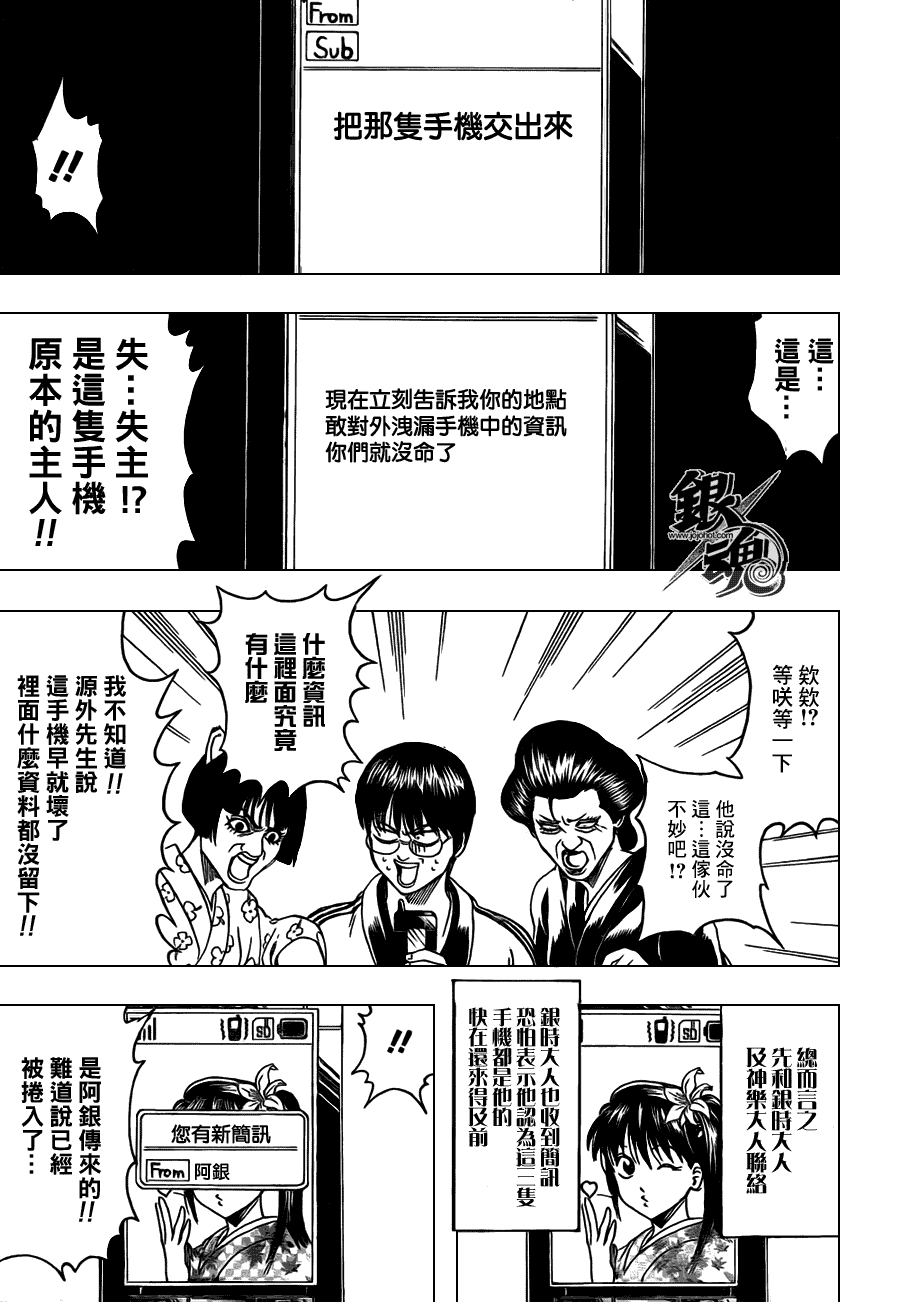 From
Sub
把那隻手機交出來
!!
這…
這是…
現在立刻告訴我你的地點
敢對外洩漏手機中的資訊
你們就沒命了
失…失主!?
是這隻手機
原本的主人!!
銀魂
www.jojohot.com
欸欸!?
等咲等一下
他說沒命了
這…這傢伙
不妙吧!?
什麼資訊
這裡面究竟
有什麼
我不知道!!
源外先生說
這手機早就壞了
裡面什麼資料都沒留下!!
sb
總而言之
先和銀時大人
及神樂大人聯絡
銀時大人也收到簡訊
恐怕表示他認為這二隻
手機都是他的
快在還來得及前
!!
sb
您有新簡訊
From 阿銀
是阿銀傳來的!!
難道說已經
被捲入了…